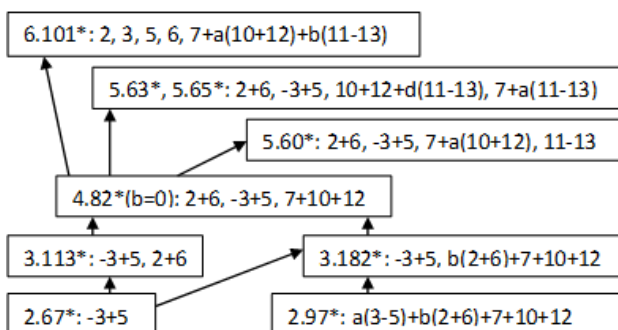 6.101*: 2, 3, 5, 6, 7+a(10+12)+b(11-13)
5.63*, 5.65*: 2+6, -3+5, 10+12+d(11-13), 7+a(11-13)
5.60*: 2+6, -3+5, 7+a(10+12), 11-13
4.82*(b=0): 2+6, -3+5, 7+10+12
3.113*: -3+5, 2+6
3.182*: -3+5, b(2+6)+7+10+12
2.67*: -3+5
2.97*: a(3-5)+b(2+6)+7+10+12